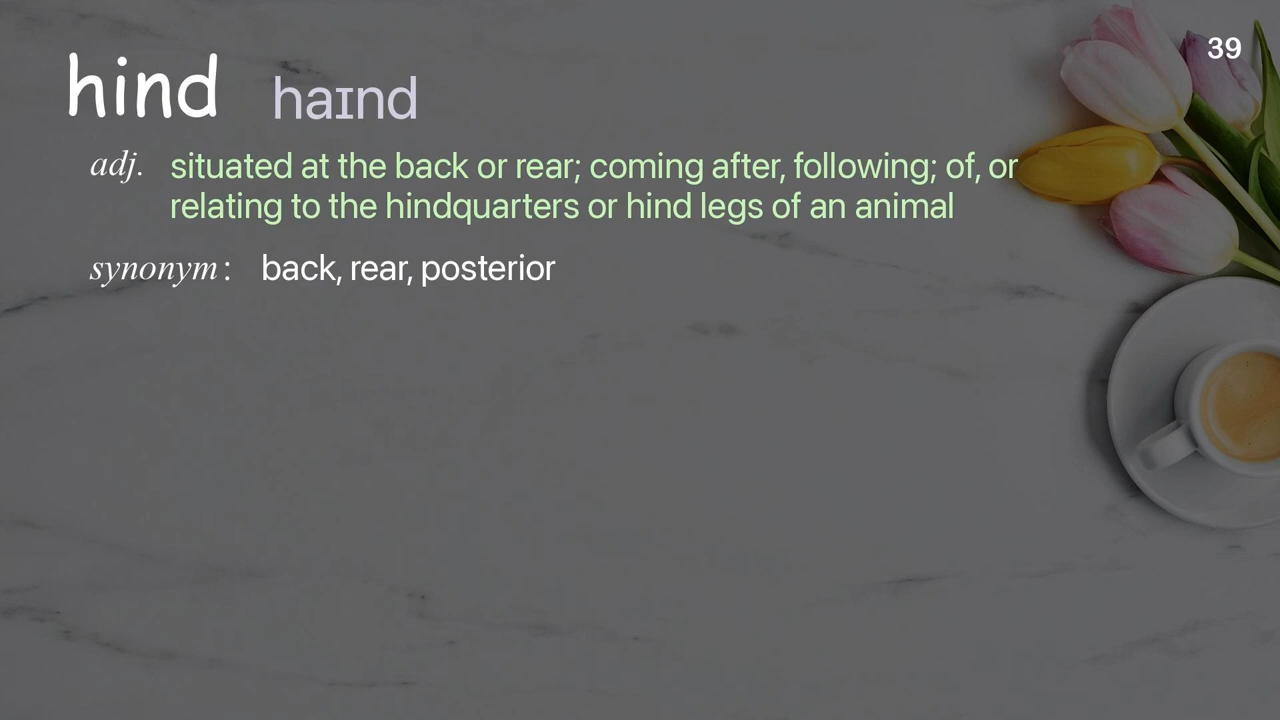 39
hind haɪnd
adj. situated at the back or rear; coming after, following; of, or
relating to the hindquarters or hind legs of an animal
synonym: back, rear, posterior